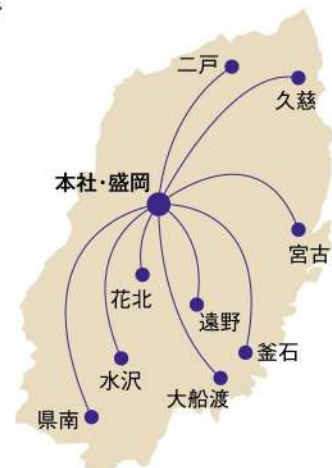 二戸
久慈
本社・盛岡
宮古
花北
遠野
釜石
水沢
大船渡
県南